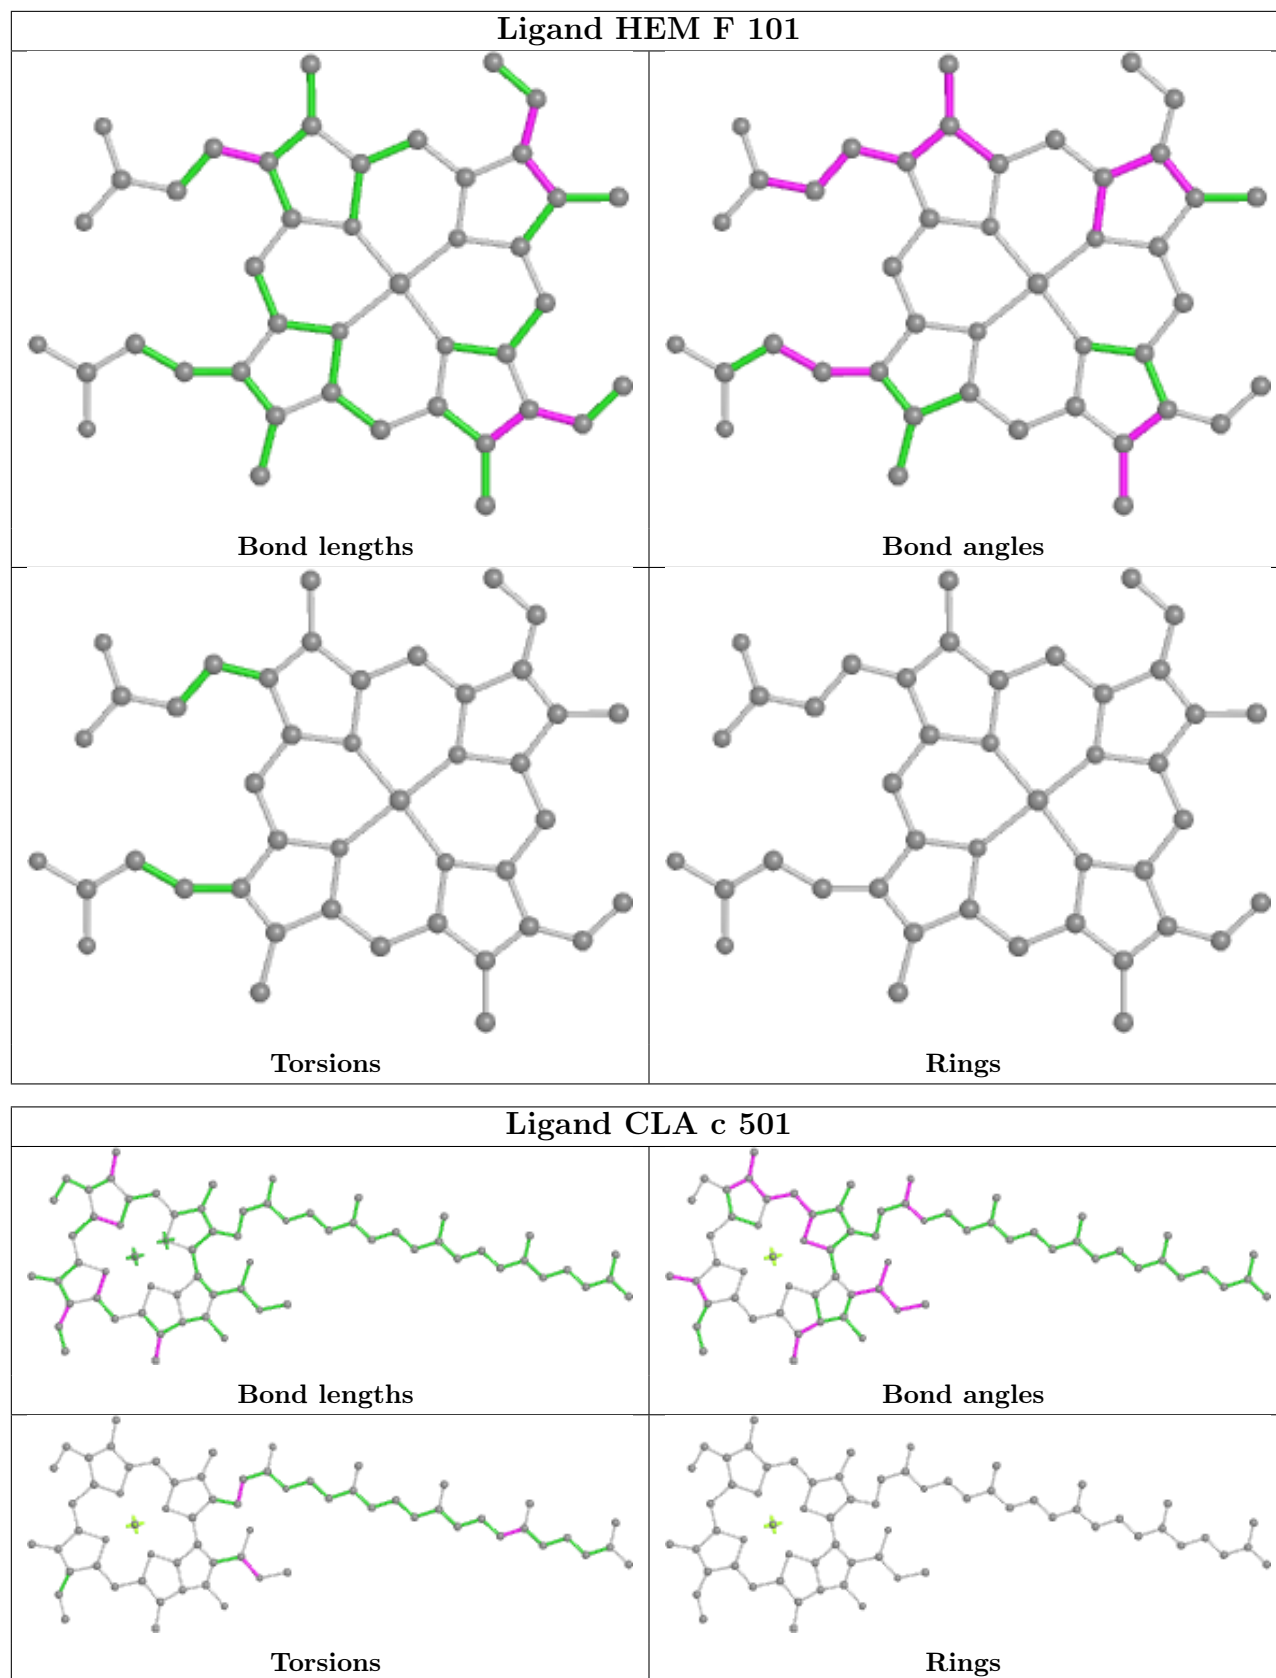 Ligand HEM F 101
Bond lengths
Bond angles
Torsions
Rings
Ligand CLA c 501
Bond lengths
Bond angles
Torsions
Rings